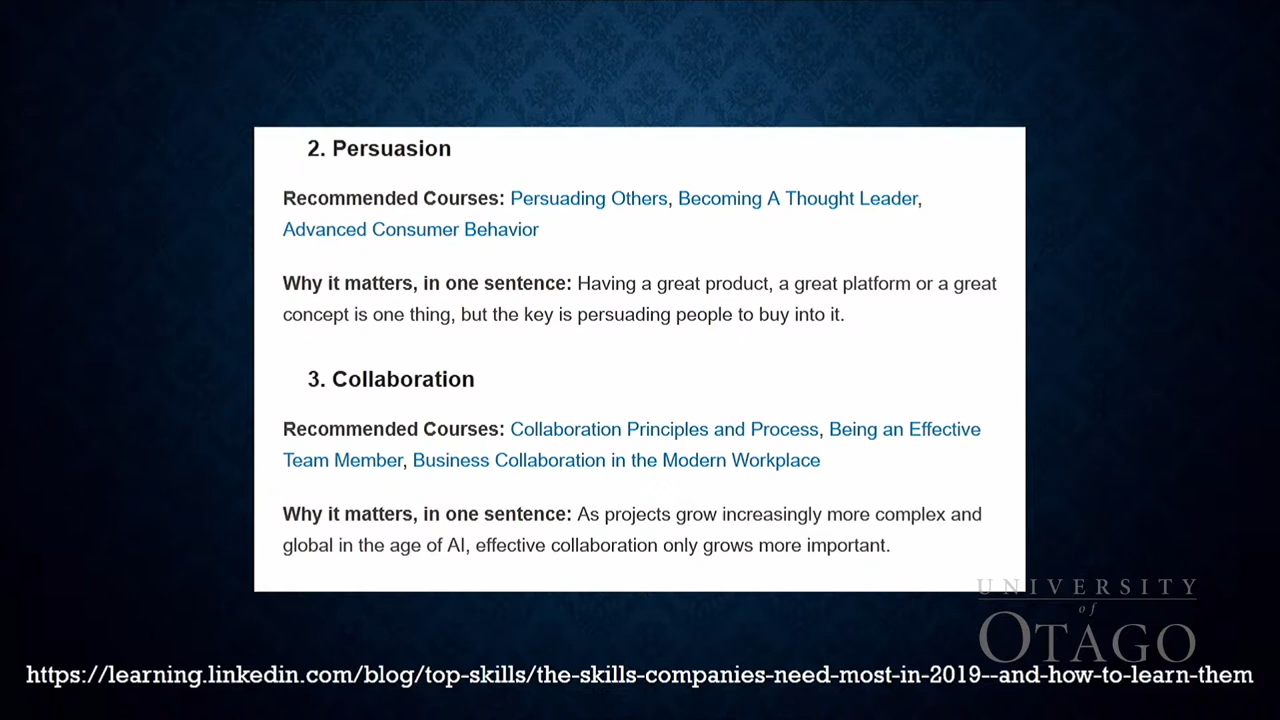 2. Persuasion
Recommended Courses: Persuading Others, Becoming A Thought Leader,
Advanced Consumer Behavior
Why it matters, in one sentence: Having a great product, a great platform or a great
concept is one thing, but the key is persuading people to buy into it.
3. Collaboration
Recommended Courses: Collaboration Principles and Process, Being an Effective
Team Member, Business Collaboration in the Modern Workplace
Why it matters, in one sentence: As projects grow increasingly more complex and
global in the age of AI, effective collaboration only grows more important.
UNIVERSITY
of
OTAGO
https://learning.linkedin.com/blog/top-skills/the-skills-companies-need-most-in-2019--and-how-to-learn-them